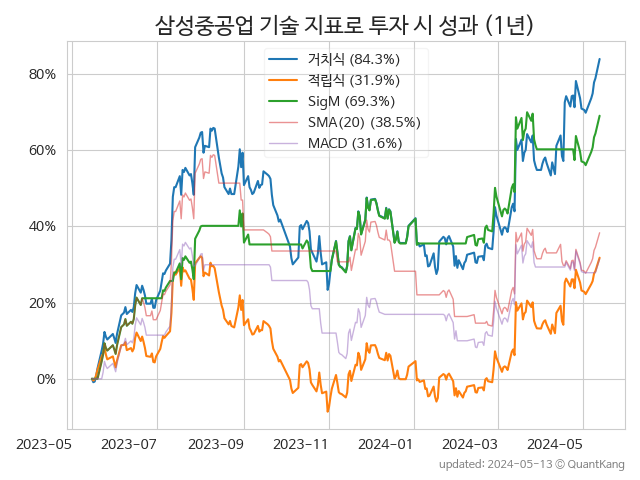 삼성중공업 기술 지표로 투자 시 성과 (1년)
거치식 (84.3%)
적립식 (31.9%)
SigM (69.3%)
SMA(20) (38.5%)
MACD (31.6%)
80%
60%
40%
20%
0%
2023-05 2023-07 2023-09 2023-11 2024-01 2024-03 2024-05
updated: 2024-05-13 © QuantKang